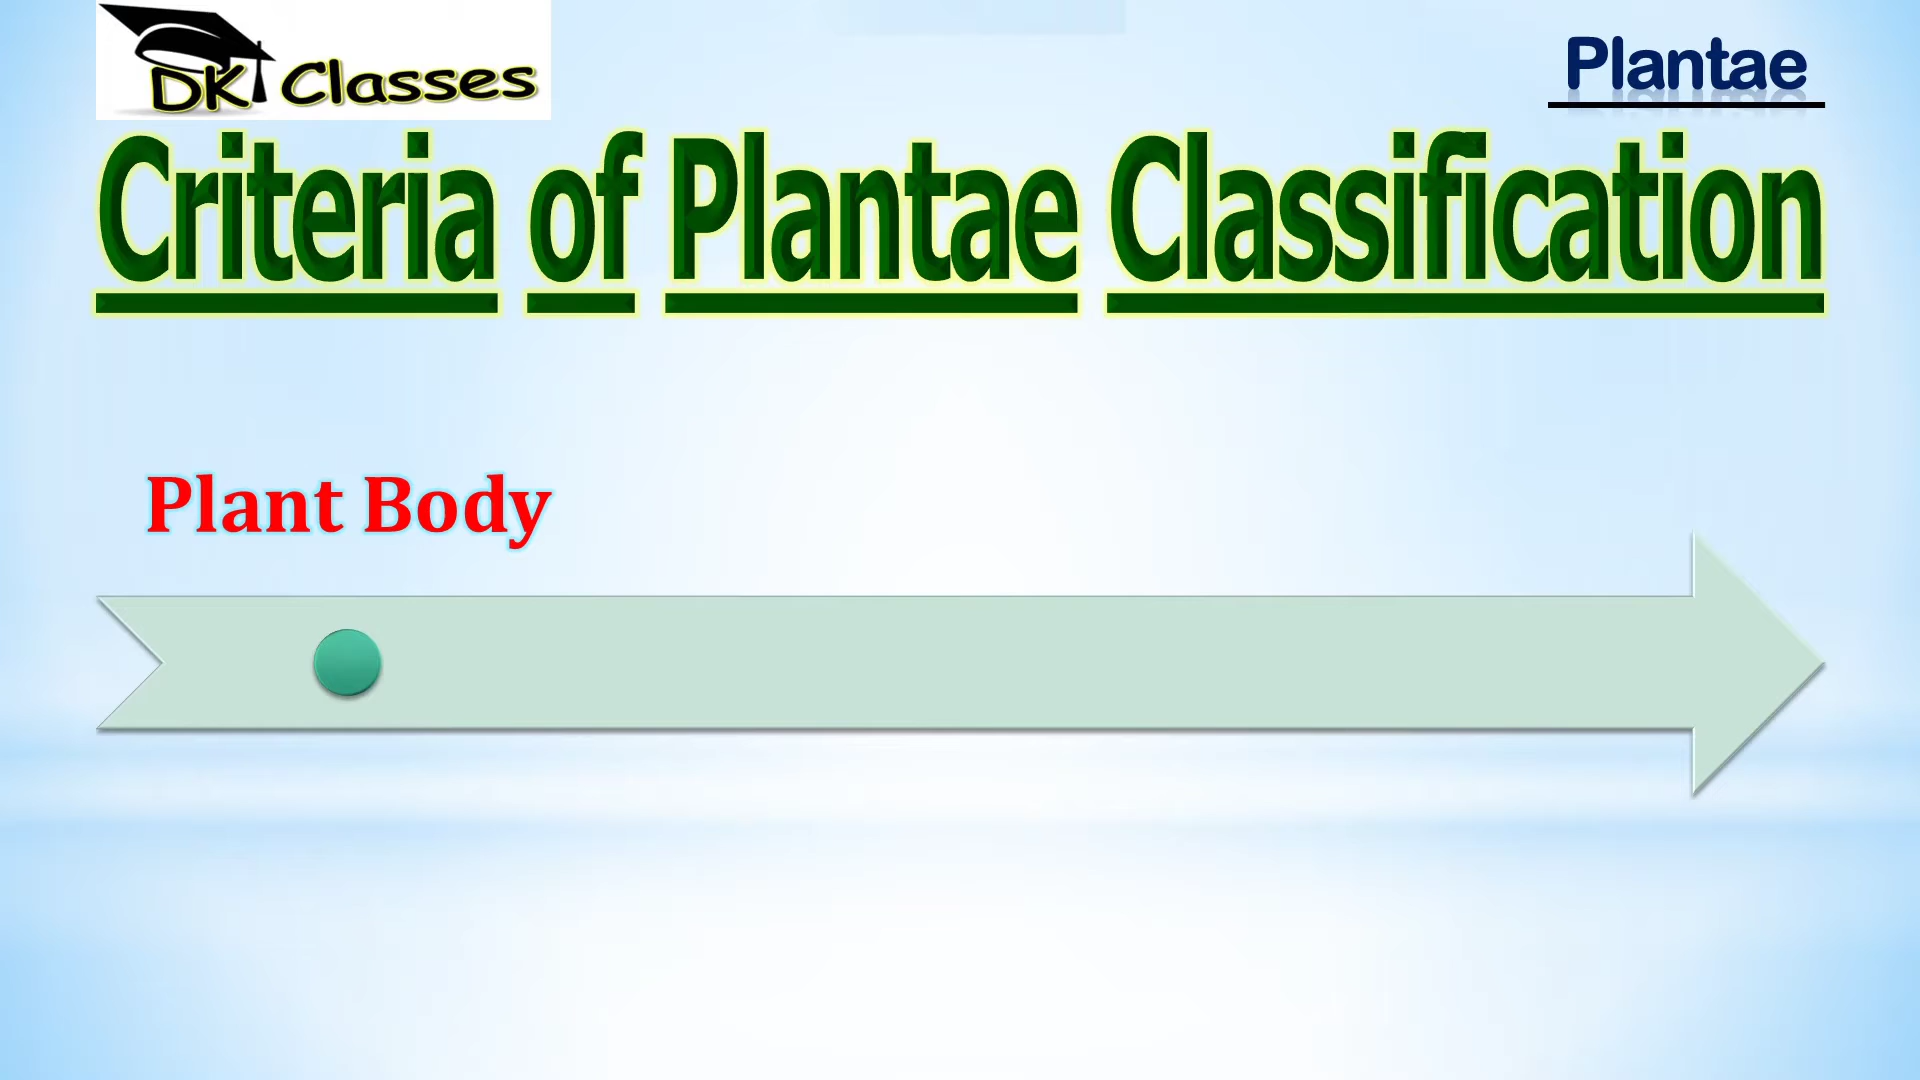 DK Classes
Plantae
Criteria of Plantae Classification
Plant Body